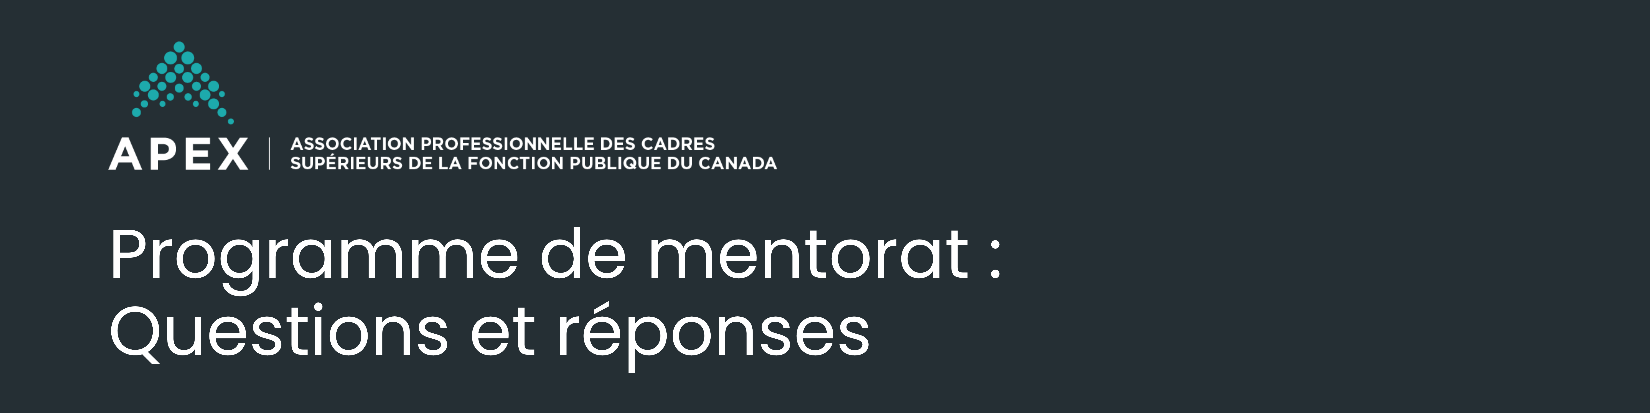 APEX
ASSOCIATION PROFESSIONNELLE DES CADRES
SUPÉRIEURS DE LA FONCTION PUBLIQUE DU CANADA
Programme de mentorat :
Questions et réponses